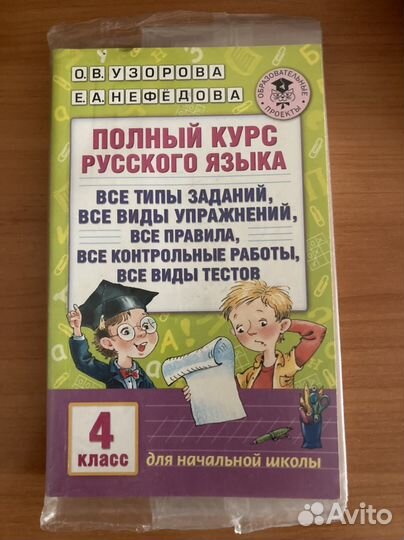 О.В. УЗОРОВА
Е.А. НЕФЁДОВА
ОБРАЗОВАТЕЛЬНЫЕ ПРОЕКТЫ
ПОЛНЫЙ КУРС
РУССКОГО ЯЗЫКА
ВСЕ ТИПЫ ЗАДАНИЙ,
ВСЕ ВИДЫ УПРАЖНЕНИЙ,
ВСЕ ПРАВИЛА,
ВСЕ КОНТРОЛЬНЫЕ РАБОТЫ,
ВСЕ ВИДЫ ТЕСТОВ
4
класс
для начальной школы
Avito